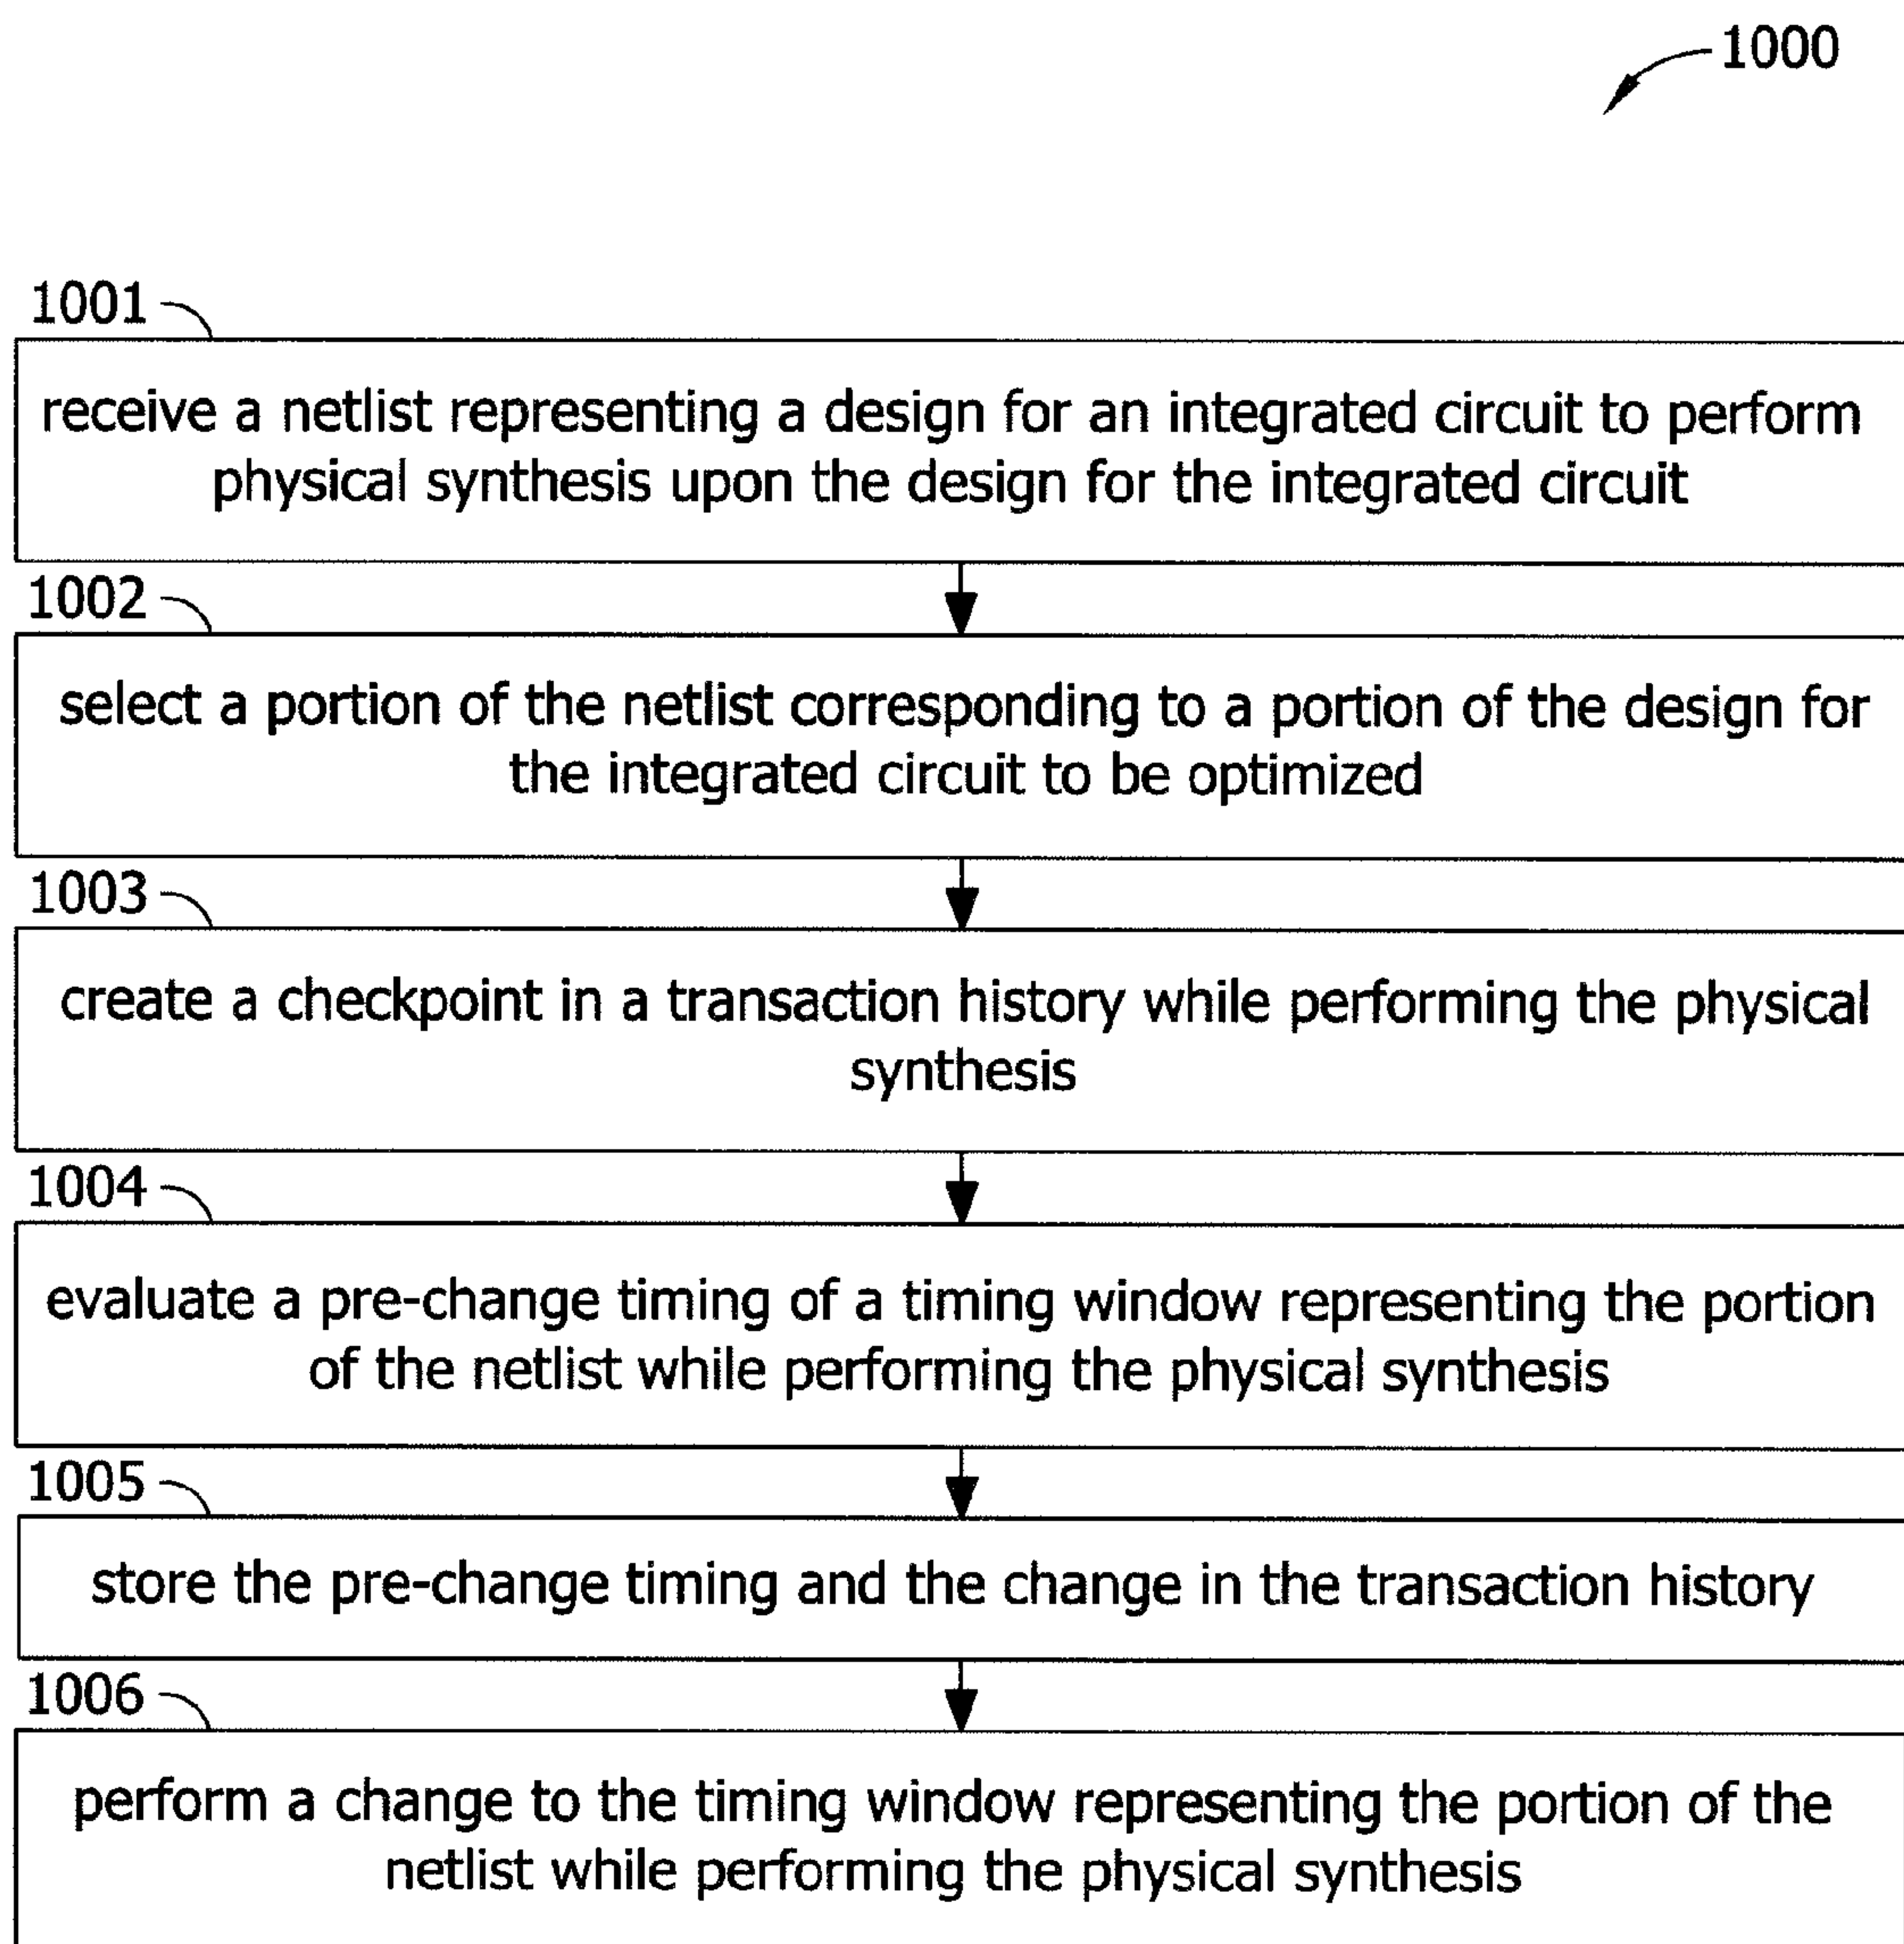 1000
1001
receive a netlist representing a design for an integrated circuit to perform
physical synthesis upon the design for the integrated circuit
1002
select a portion of the netlist corresponding to a portion of the design for
the integrated circuit to be optimized
1003
create a checkpoint in a transaction history while performing the physical
synthesis
1004
evaluate a pre-change timing of a timing window representing the portion
of the netlist while performing the physical synthesis
1005
store the pre-change timing and the change in the transaction history
1006
perform a change to the timing window representing the portion of the
netlist while performing the physical synthesis